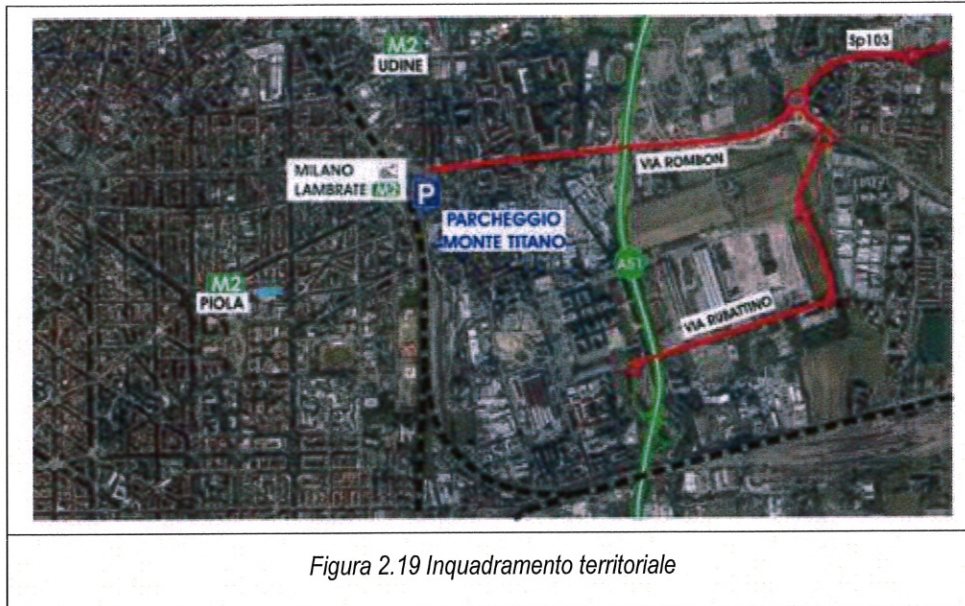 M2
UDINE
Sp103
VIA ROMBON
MILANO
LAMBRATE M2
P
PARCHEGGIO
MONTE TITANO
A51
M2
PIOLA
VIA RUBATTINO
Figura 2.19 Inquadramento territoriale